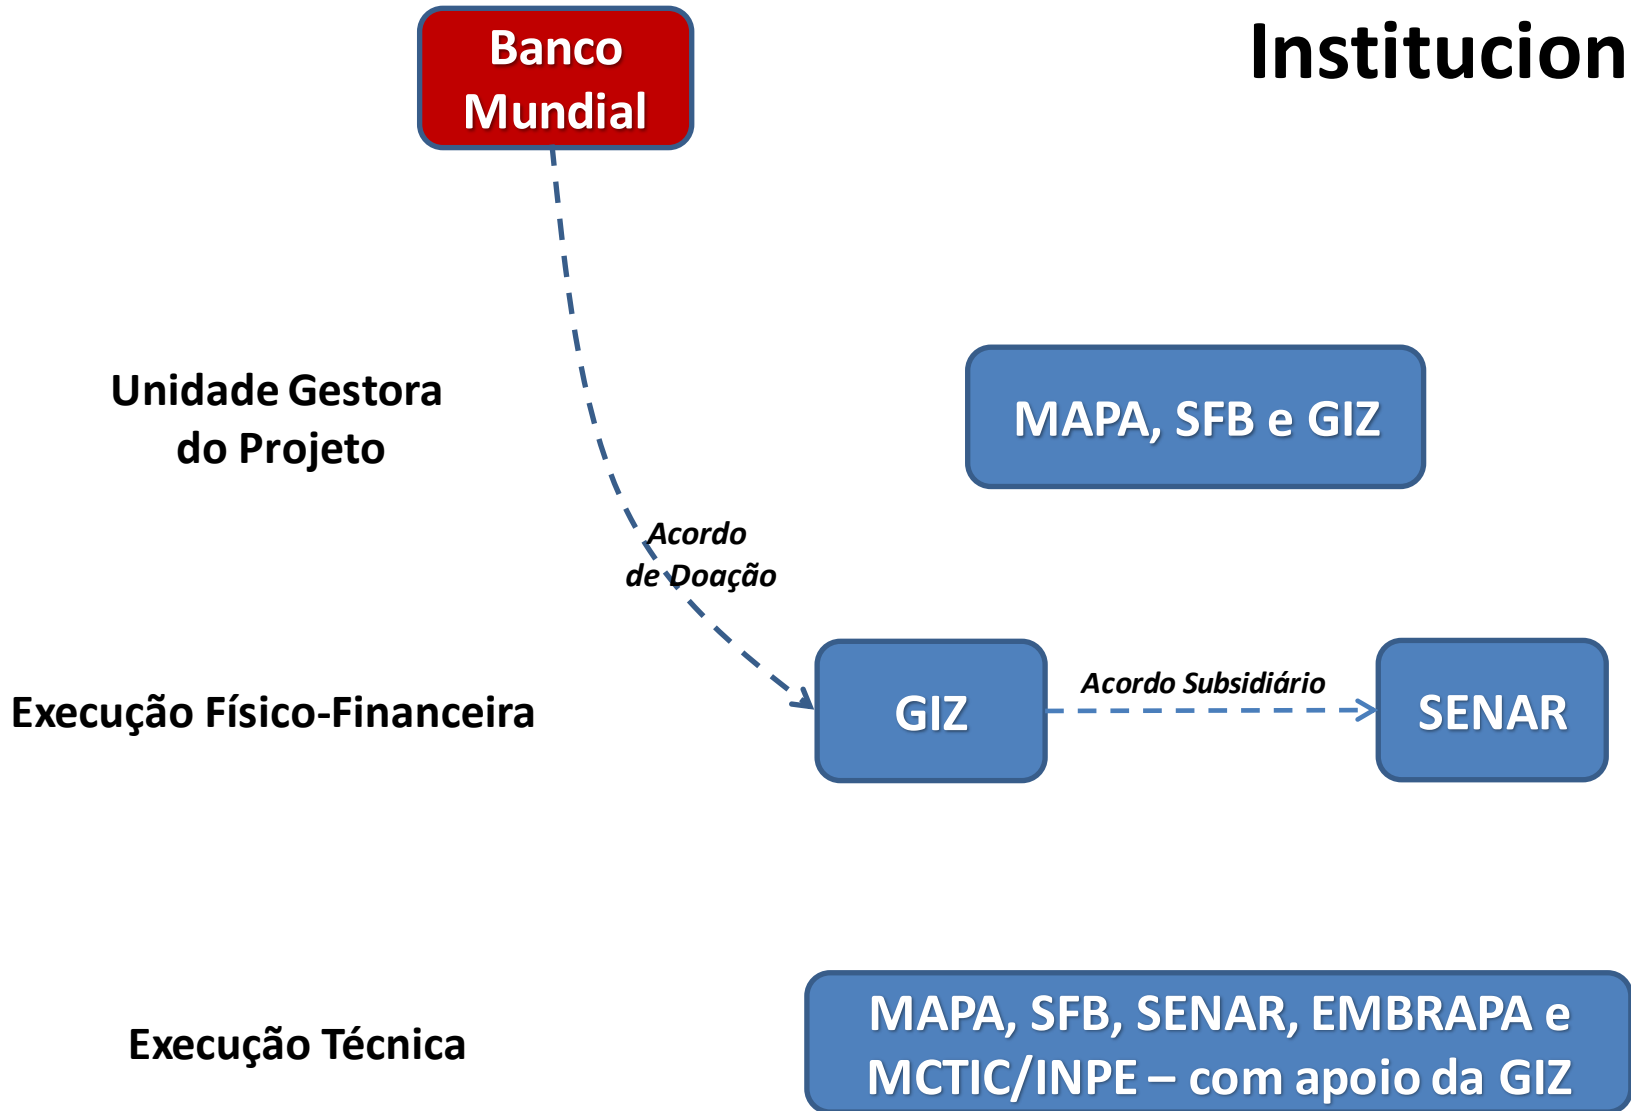 Institucion
Banco
Mundial
Unidade Gestora
do Projeto
MAPA, SFB e GIZ
Acordo
de Doação
Execução Físico-Financeira
GIZ
Acordo Subsidiário
SENAR
Execução Técnica
MAPA, SFB, SENAR, EMBRAPA e
MCTIC/INPE – com apoio da GIZ